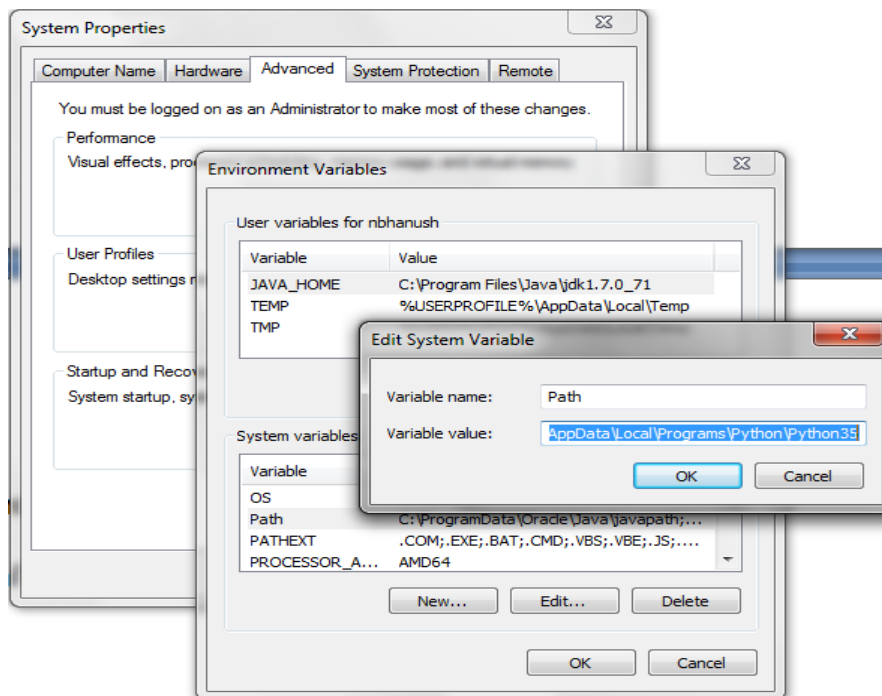 System Properties
Computer Name Hardware Advanced System Protection Remote
You must be logged on as an Administrator to make most of these changes.
Performance
Visual effects,
User Profiles
Desktop settings
Startup and
System startup,
Environment Variables
User variables for nbhanush
Variable Value
JAVA_HOME C:\Program Files\Java\jdk1.7.0_71
TEMP %USERPROFILE%\AppData\Local\Temp
TMP
Edit System Variable
Variable name: Path
Variable value: AppData\Local\Programs\Python\Python35
OK Cancel
System variables
Variable
OS
Path C:\ProgramData\Oracle\Java\javapath;...
PATHEXT .COM;.EXE;.BAT;.CMD;.VBS;.VBE;.JS;....
PROCESSOR_A... AMD64
New... Edit... Delete
OK Cancel